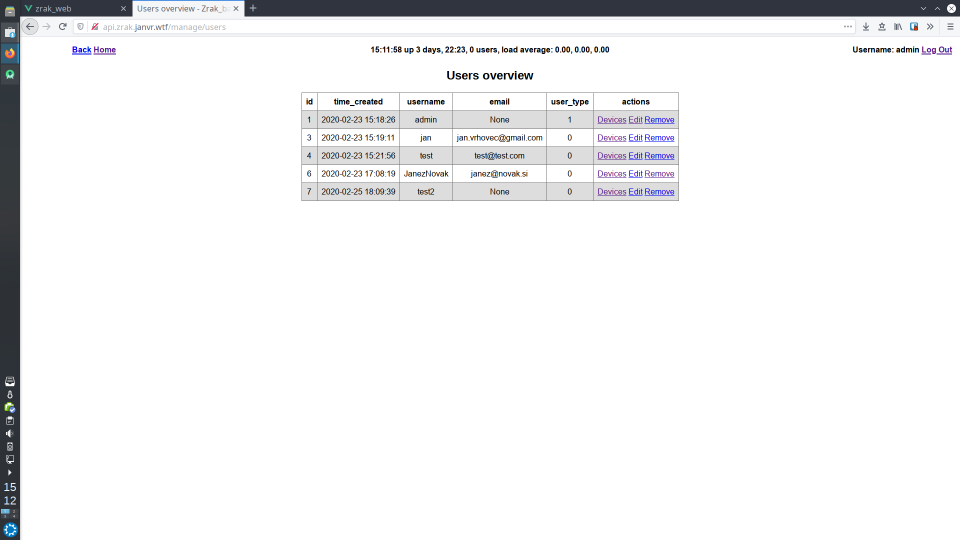 zrak_web
Users overview - Zrak_ba
api.zrak.janvr.wtf/manage/users
Back Home
15:11:58 up 3 days, 22:23, 0 users, load average: 0.00, 0.00, 0.00
Username: admin Log Out
Users overview
id time_created username email user_type actions
1 2020-02-23 15:18:26 admin None 1 Devices Edit Remove
3 2020-02-23 15:19:11 jan jan.vrhovec@gmail.com 0 Devices Edit Remove
4 2020-02-23 15:21:56 test test@test.com 0 Devices Edit Remove
6 2020-02-23 17:08:19 JanezNovak janez@novak.si 0 Devices Edit Remove
7 2020-02-25 18:09:39 test2 None 0 Devices Edit Remove
15
12